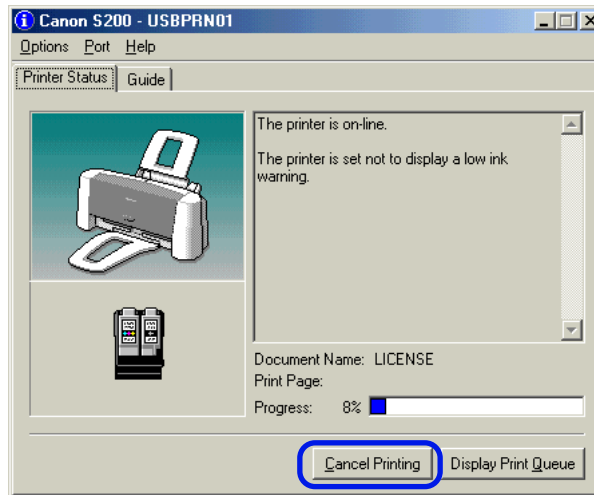 Canon S200 - USBPRN01
Options Port Help
Printer Status Guide
The printer is on-line.
The printer is set not to display a low ink
warning.
Document Name: LICENSE
Print Page:
Progress: 8%
Cancel Printing Display Print Queue